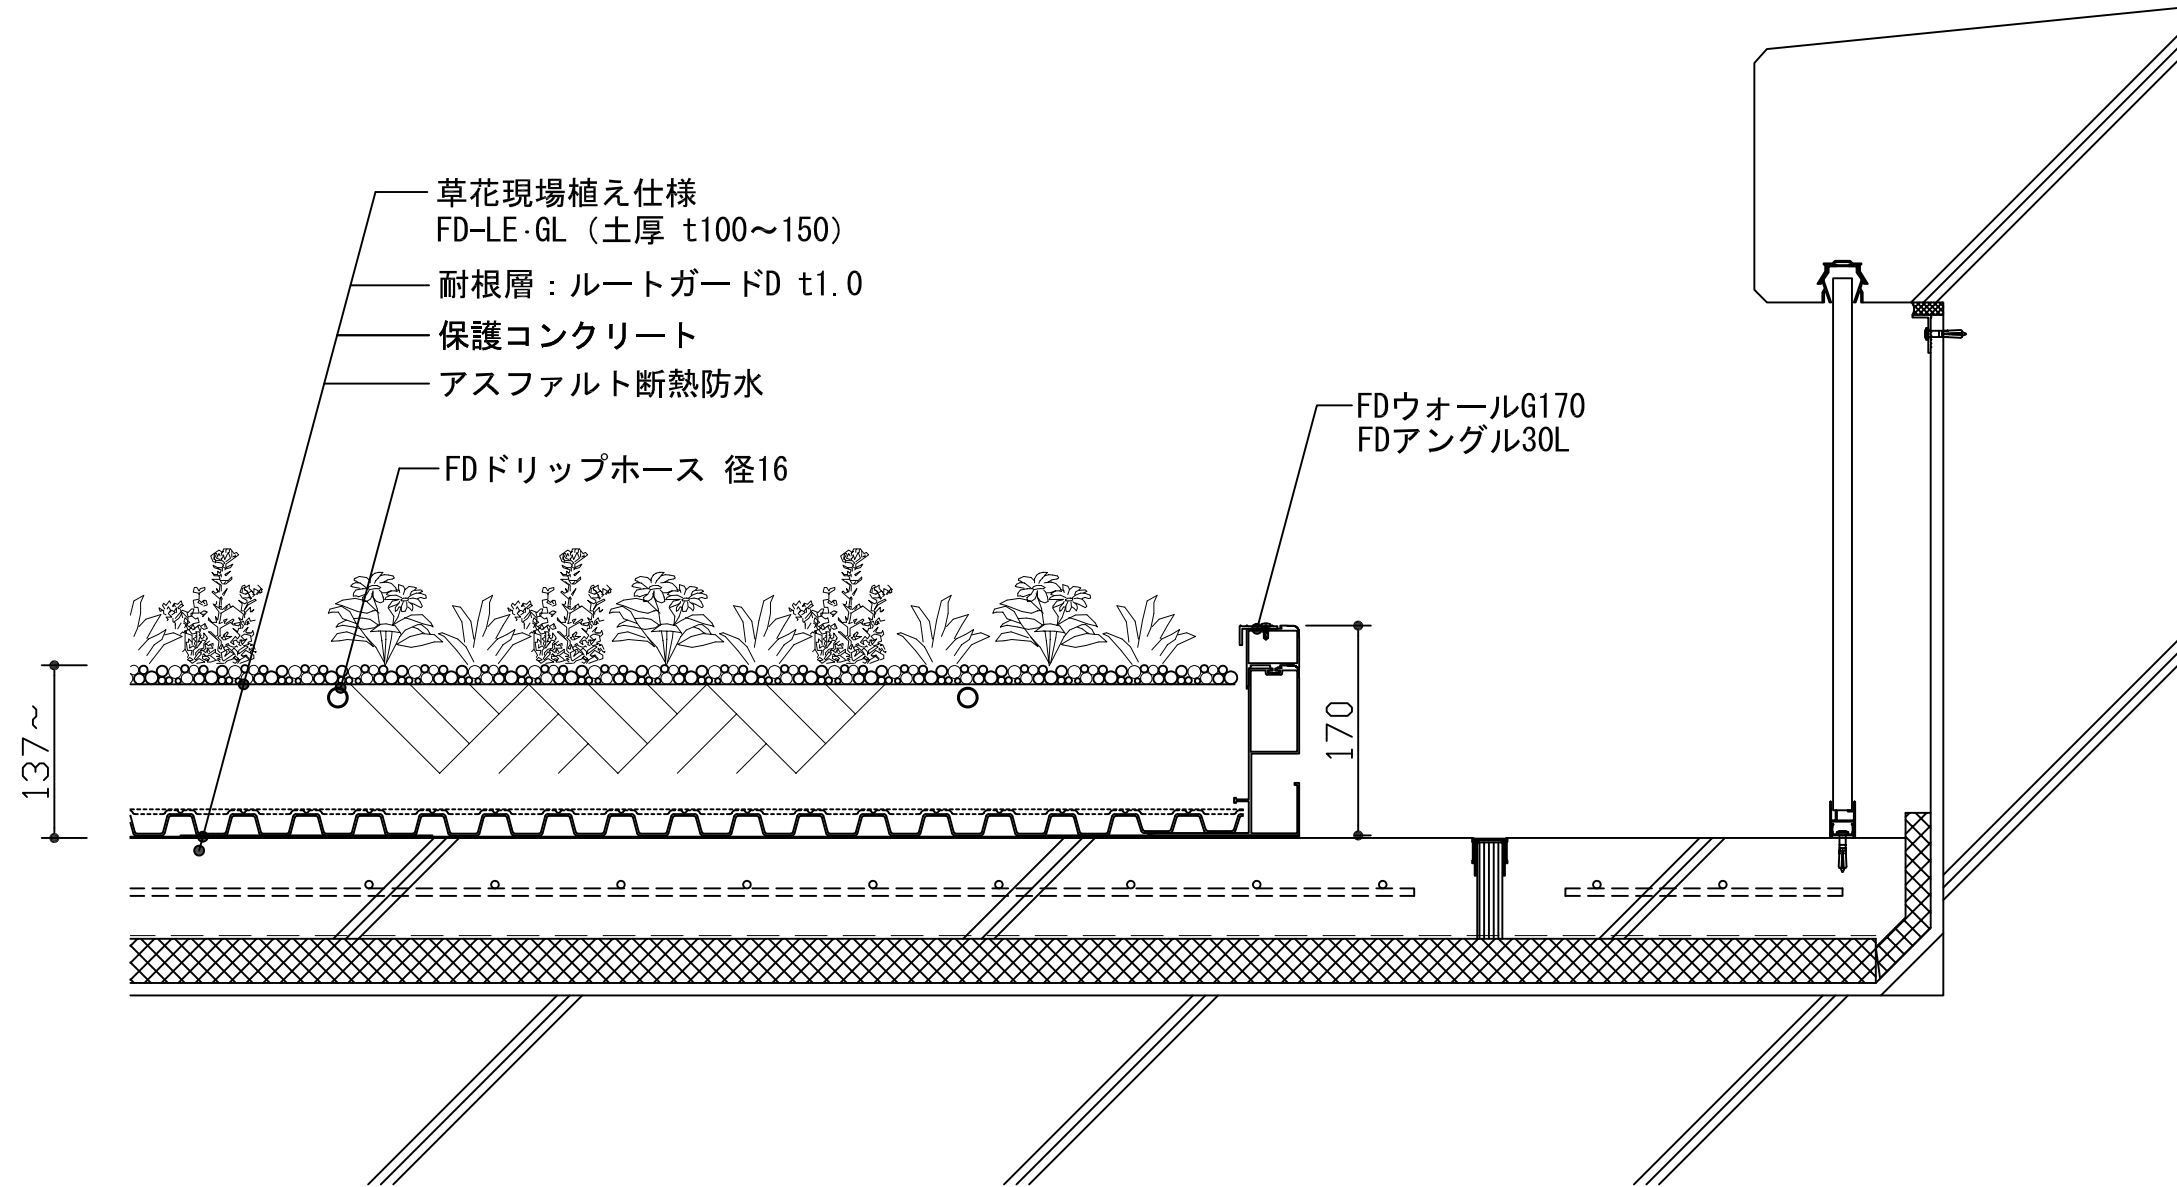 草花現場植え仕様
FD-LE·GL（土厚 t100～150）
耐根層：ルートガードD t1.0
保護コンクリート
アスファルト断熱防水
FDドリップホース 径16
FDウォールG170
FDアングル30L
137～
170